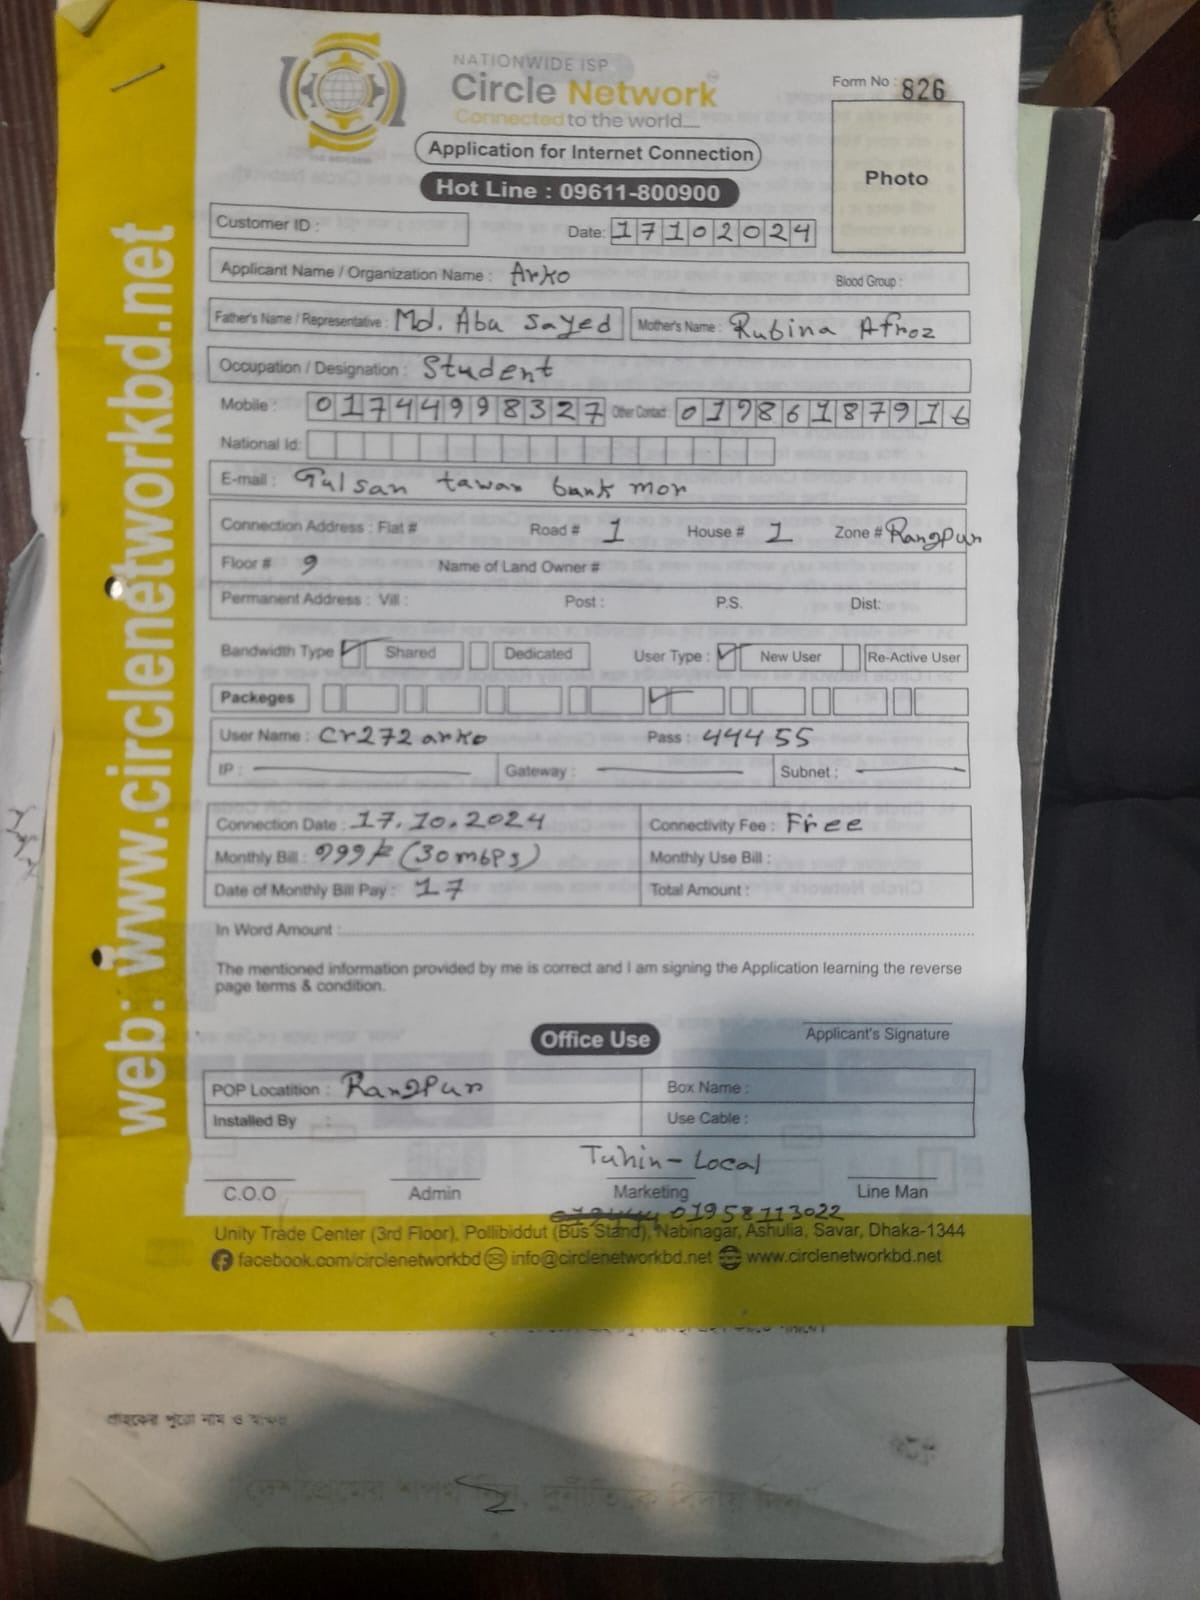 NATIONWIDE ISP
Circle Network
Connected to the world
Form No : 826
Application for Internet Connection
Photo
Hot Line : 09611-800900
Customer ID :
Date: 17102024
Applicant Name / Organization Name : Arko
Blood Group :
Father's Name / Representative : Md. Abu Sayed Mother's Name : Rubina Afroz
Occupation / Designation : Student
Mobile : 01744998327 Other Contact: 01986187916
National Id:
E-mail : Gulsan tawar bank mor
Connection Address : Flat # Road # 1 House # 1 Zone # Rangpur
Floor # 9 Name of Land Owner #
Permanent Address : Vill : Post : P.S. Dist:
Bandwidth Type Shared Dedicated User Type : New User Re-Active User
Packeges
User Name : Cr272arko Pass : 44455
IP : Gateway : Subnet :
Connection Date : 17.10.2024 Connectivity Fee : Free
Monthly Bill : (30mbps) Monthly Use Bill :
Date of Monthly Bill Pay : 17 Total Amount :
In Word Amount :
The mentioned information provided by me is correct and I am signing the Application learning the reverse
page terms & condition.
Applicant's Signature
Office Use
POP Locatition : Rangpur Box Name :
Installed By : Use Cable :
Tuhin-Local
C.O.O Admin Marketing Line Man
01958113022
Unity Trade Center (3rd Floor), Pollibiddut (Bus Stand), Nabinagar, Ashulia, Savar, Dhaka-1344
facebook.com/circlenetworkbd info@circlenetworkbd.net www.circlenetworkbd.net
web: www.circlenetworkbd.net
গ্রাহকের পুরো নাম ও